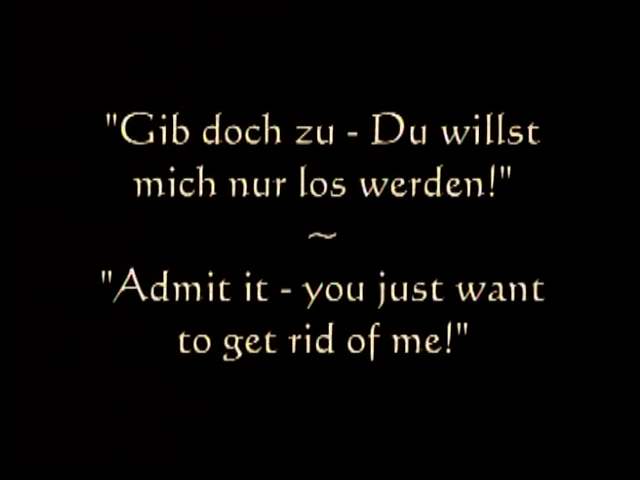 "Gib doch zu - Du willst
mich nur los werden!"
~
"Admit it - you just want
to get rid of me!"